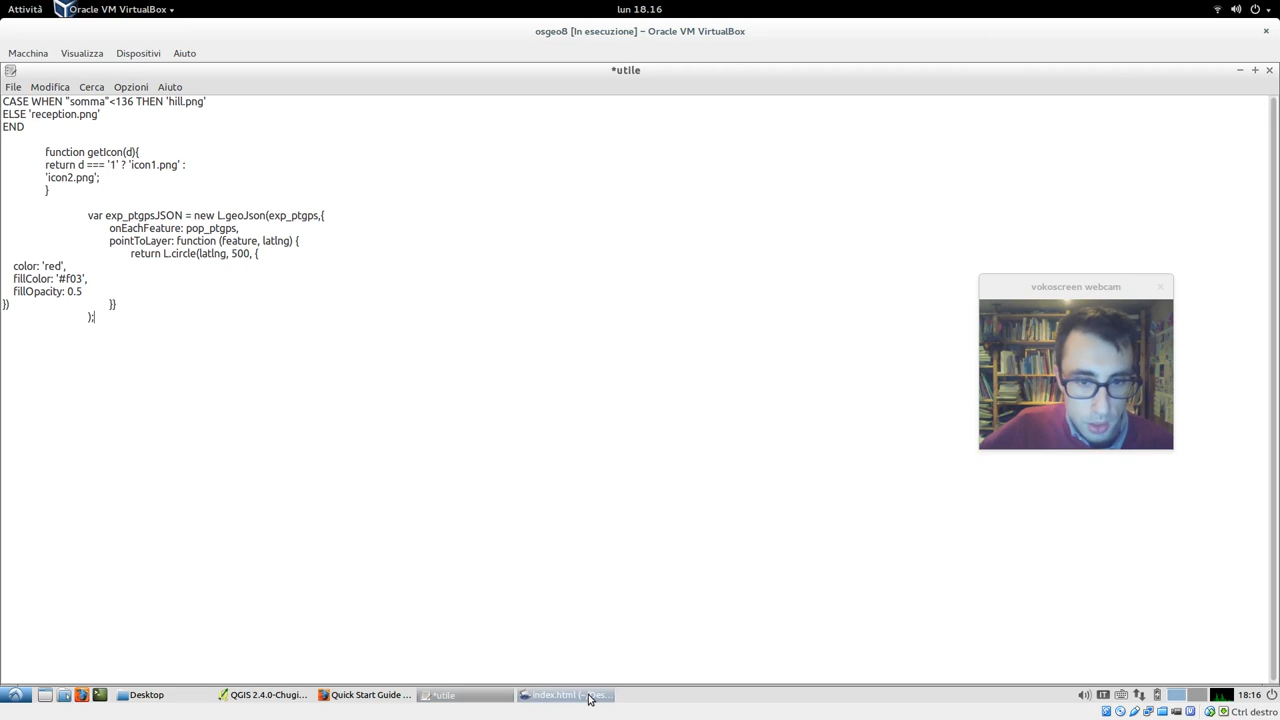 Attività Oracle VM VirtualBox lun 18.16
osgeo8 [In esecuzione] – Oracle VM VirtualBox
Macchina Visualizza Dispositivi Aiuto
*utile
File Modifica Cerca Opzioni Aiuto
CASE WHEN "somma"<136 THEN 'hill.png'
ELSE 'reception.png'
END
function getIcon(d){
return d === '1' ? 'icon1.png' :
'icon2.png';
}
var exp_ptgpsJSON = new L.geoJson(exp_ptgps,{
onEachFeature: pop_ptgps,
pointToLayer: function (feature, latlng) {
return L.circle(latlng, 500, {
color: 'red',
fillColor: '#f03',
fillOpacity: 0.5
}) }}
);
vokoscreen webcam
Desktop QGIS 2.4.0-Chugi... Quick Start Guide ... *utile index.html (~/Des... IT 18:16
Ctrl destro